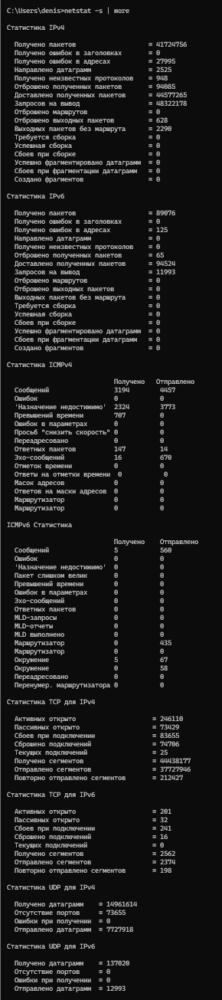 C:\Users\denis>netstat -s | more
Статистика IPv4
Получено пакетов = 41724756
Получено ошибок в заголовках = 0
Получено ошибок в адресах = 27995
Направлено датаграмм = 2525
Получено неизвестных протоколов = 948
Отброшено полученных пакетов = 94085
Доставлено полученных пакетов = 44577265
Запросов на вывод = 48322178
Отброшено маршрутов = 0
Отброшено выходных пакетов = 628
Выходных пакетов без маршрута = 2290
Требуется сборка = 0
Успешная сборка = 0
Сбоев при сборке = 0
Успешно фрагментировано датаграмм = 0
Сбоев при фрагментации датаграмм = 0
Создано фрагментов = 0
Статистика IPv6
Получено пакетов = 89076
Получено ошибок в заголовках = 0
Получено ошибок в адресах = 125
Направлено датаграмм = 0
Получено неизвестных протоколов = 0
Отброшено полученных пакетов = 65
Доставлено полученных пакетов = 94524
Запросов на вывод = 11993
Отброшено маршрутов = 0
Отброшено выходных пакетов = 0
Выходных пакетов без маршрута = 0
Требуется сборка = 0
Успешная сборка = 0
Сбоев при сборке = 0
Успешно фрагментировано датаграмм = 0
Сбоев при фрагментации датаграмм = 0
Создано фрагментов = 0
Статистика ICMPv4
Получено Отправлено
Сообщений 3194 4457
Ошибок 0 0
'Назначение недостижимо' 2324 3773
Превышений времени 707 0
Ошибок в параметрах 0 0
Просьб "снизить скорость" 0 0
Переадресовано 0 0
Ответных пакетов 147 14
Эхо-сообщений 16 670
Отметок времени 0 0
Ответы на отметки времени 0 0
Масок адресов 0 0
Ответов на маски адресов 0 0
Маршрутизатор 0 0
Маршрутизатор 0 0
ICMPv6 Статистика
Получено Отправлено
Сообщений 5 560
Ошибок 0 0
'Назначение недостижимо' 0 0
Пакет слишком велик 0 0
Превышений времени 0 0
Ошибок в параметрах 0 0
Эхо-сообщений 0 0
Ответных пакетов 0 0
MLD-запросы 0 0
MLD-отчеты 0 0
MLD выполнено 0 0
Маршрутизатор 0 435
Маршрутизатор 0 0
Окружение 5 67
Окружение 0 58
Переадресовано 0 0
Перенумер. маршрутизатора 0 0
Статистика TCP для IPv4
Активных открыто = 246110
Пассивных открыто = 73429
Сбоев при подключении = 83655
Сброшено подключений = 74706
Текущих подключений = 25
Получено сегментов = 44438177
Отправлено сегментов = 37727946
Повторно отправлено сегментов = 212427
Статистика TCP для IPv6
Активных открыто = 201
Пассивных открыто = 32
Сбоев при подключении = 241
Сброшено подключений = 16
Текущих подключений = 0
Получено сегментов = 2562
Отправлено сегментов = 2374
Повторно отправлено сегментов = 198
Статистика UDP для IPv4
Получено датаграмм = 14961614
Отсутствие портов = 73655
Ошибки при получении = 0
Отправлено датаграмм = 7727918
Статистика UDP для IPv6
Получено датаграмм = 137020
Отсутствие портов = 0
Ошибки при получении = 0
Отправлено датаграмм = 12993